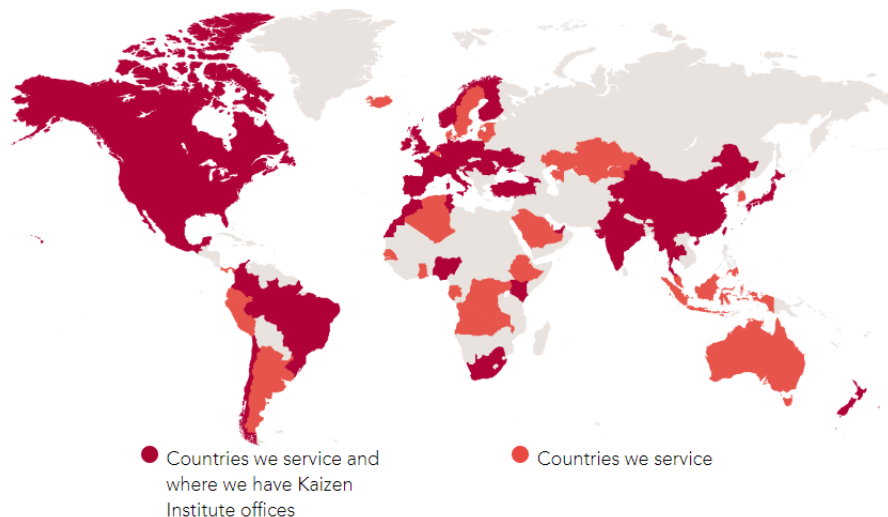 Countries we service and
where we have Kaizen
Institute offices
Countries we service